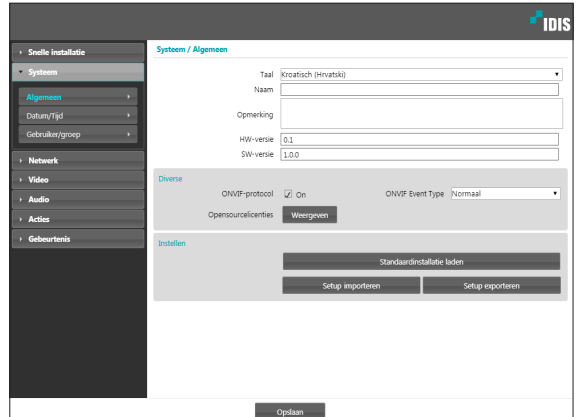 IDIS
Snelle installatie
Systeem
Algemeen
Datum/Tijd
Gebruiker/groep
Netwerk
Video
Audio
Acties
Gebeurtenis
Systeem / Algemeen
Taal Kroatisch (Hrvatski)
Naam
Opmerking
HW-versie 0.1
SW-versie 1.0.0
Diverse
ONVIF-protocol On ONVIF Event Type Normaal
Opensourcelicenties Weergeven
Instellen
Standaardinstallatie laden
Setup importeren Setup exporteren
Opslaan